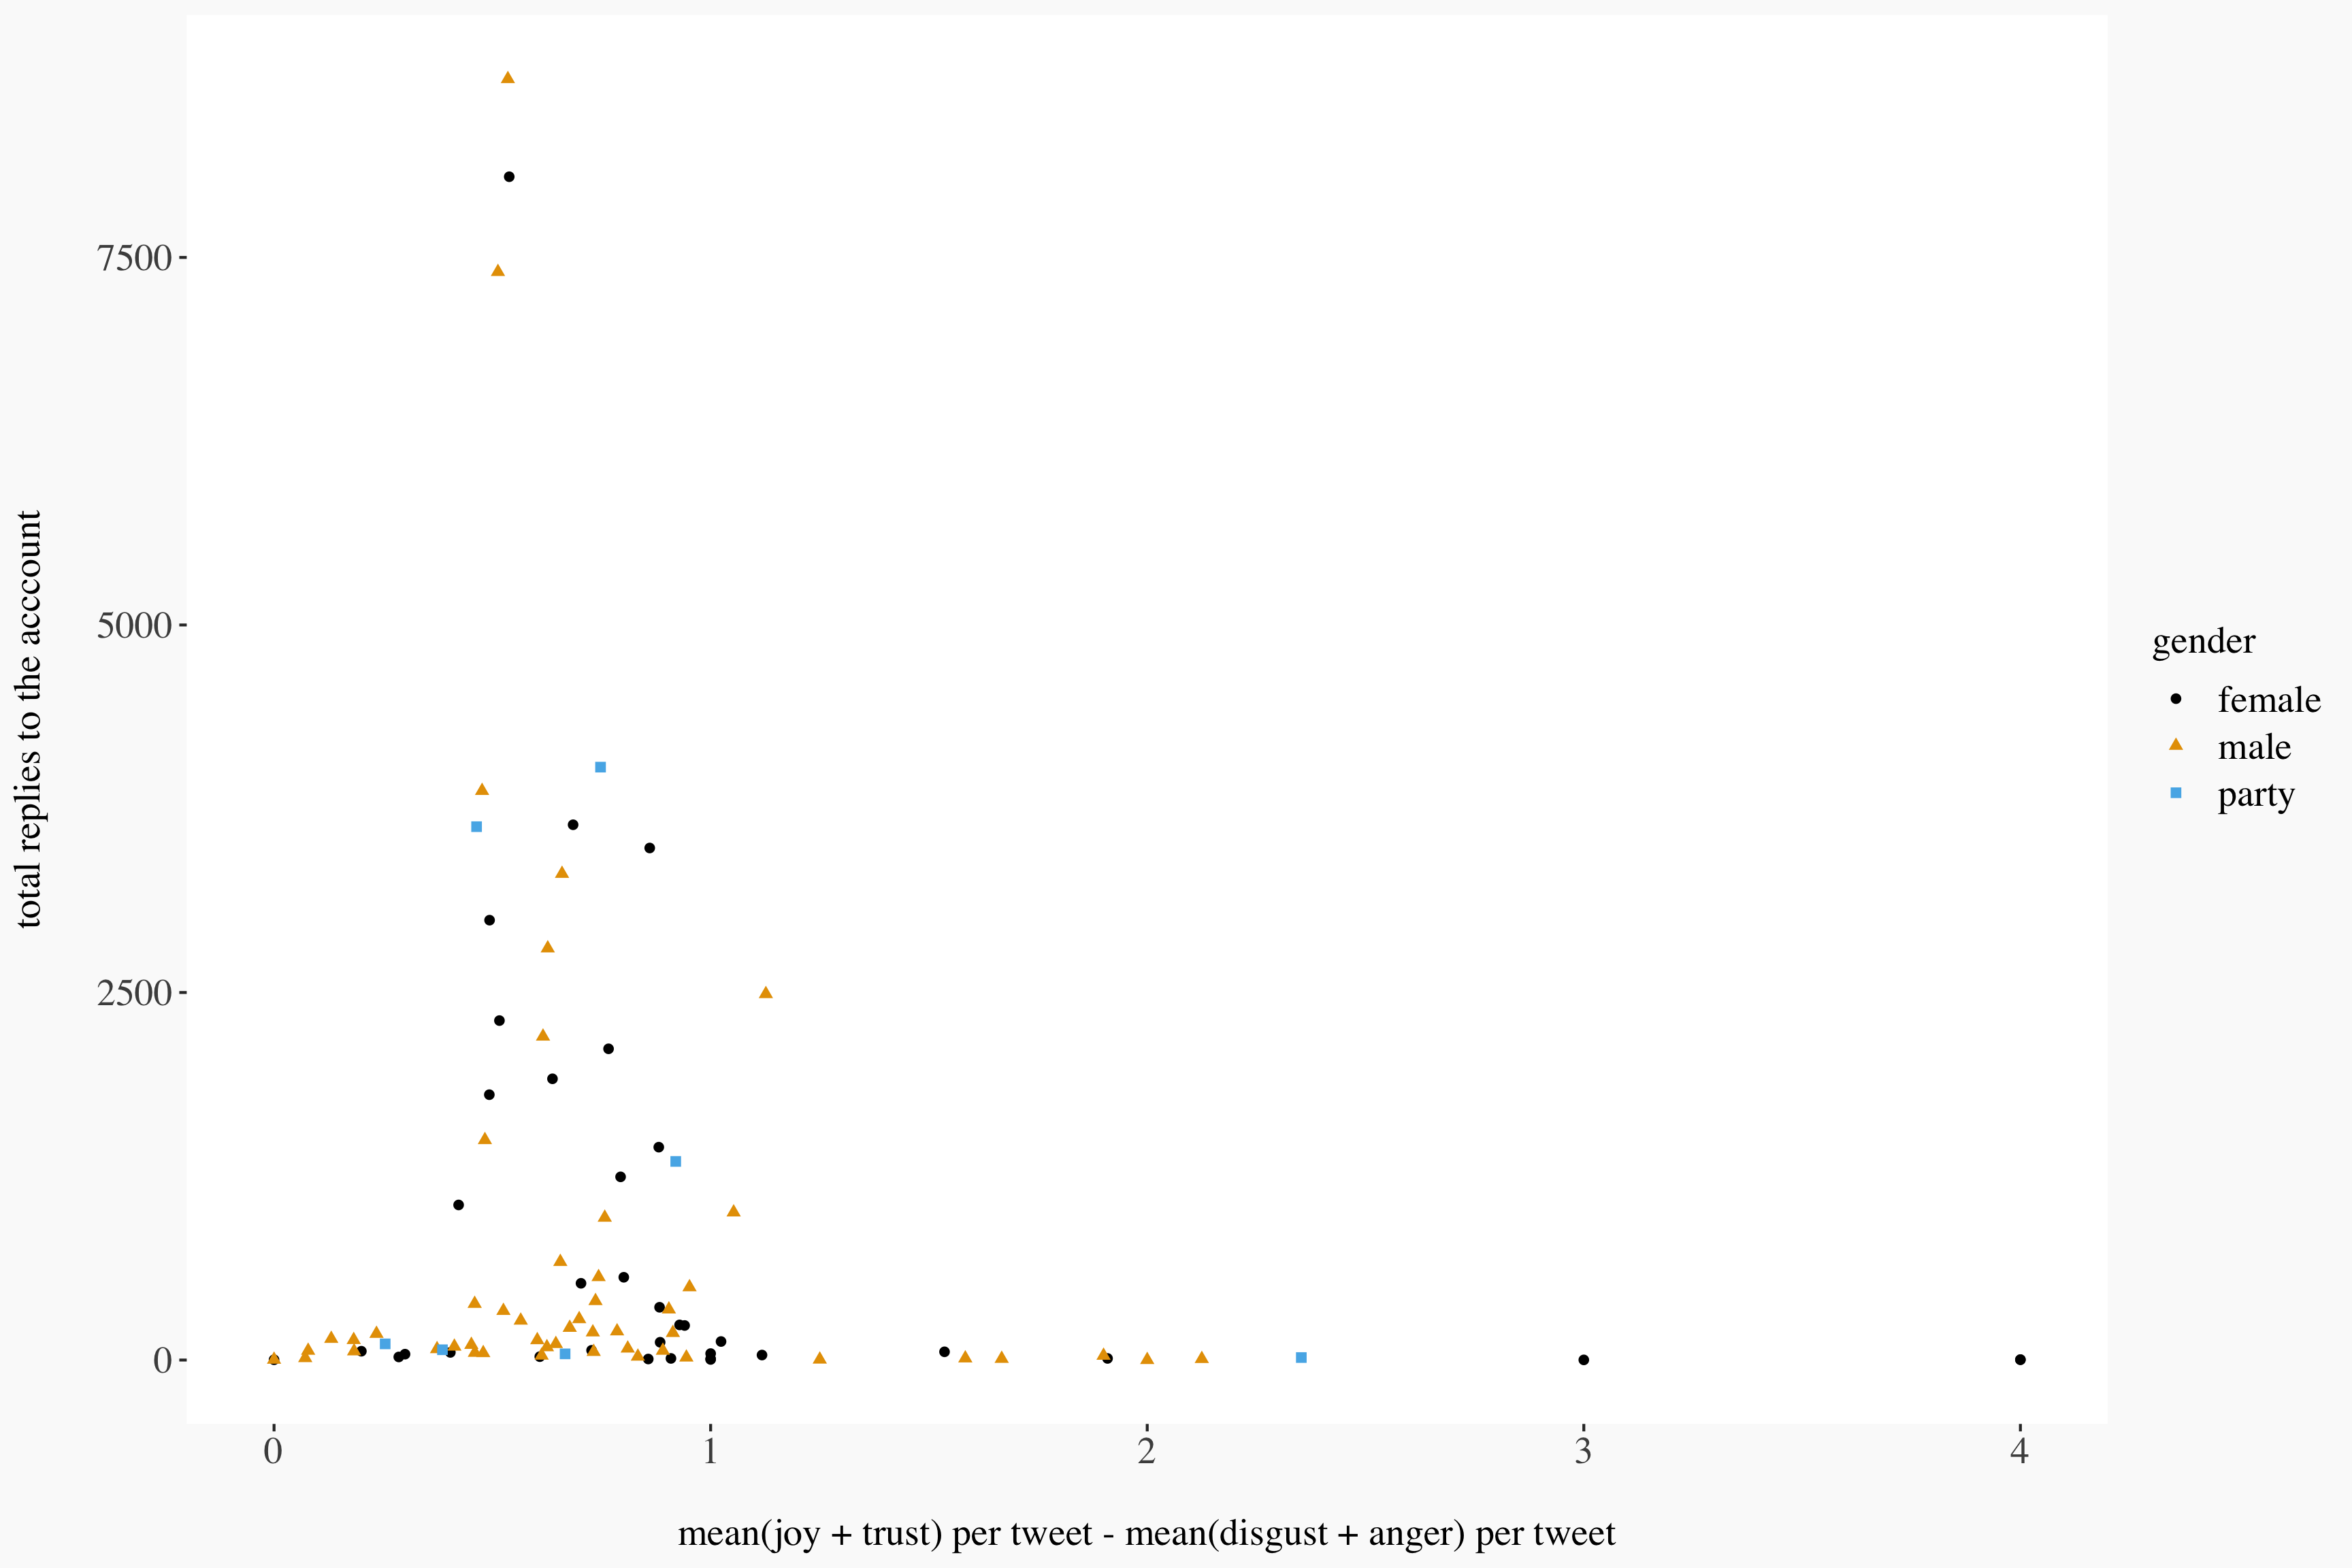 total replies to the account
7500
5000
2500
0
0 1 2 3 4
mean(joy + trust) per tweet - mean(disgust + anger) per tweet
gender
female
male
party